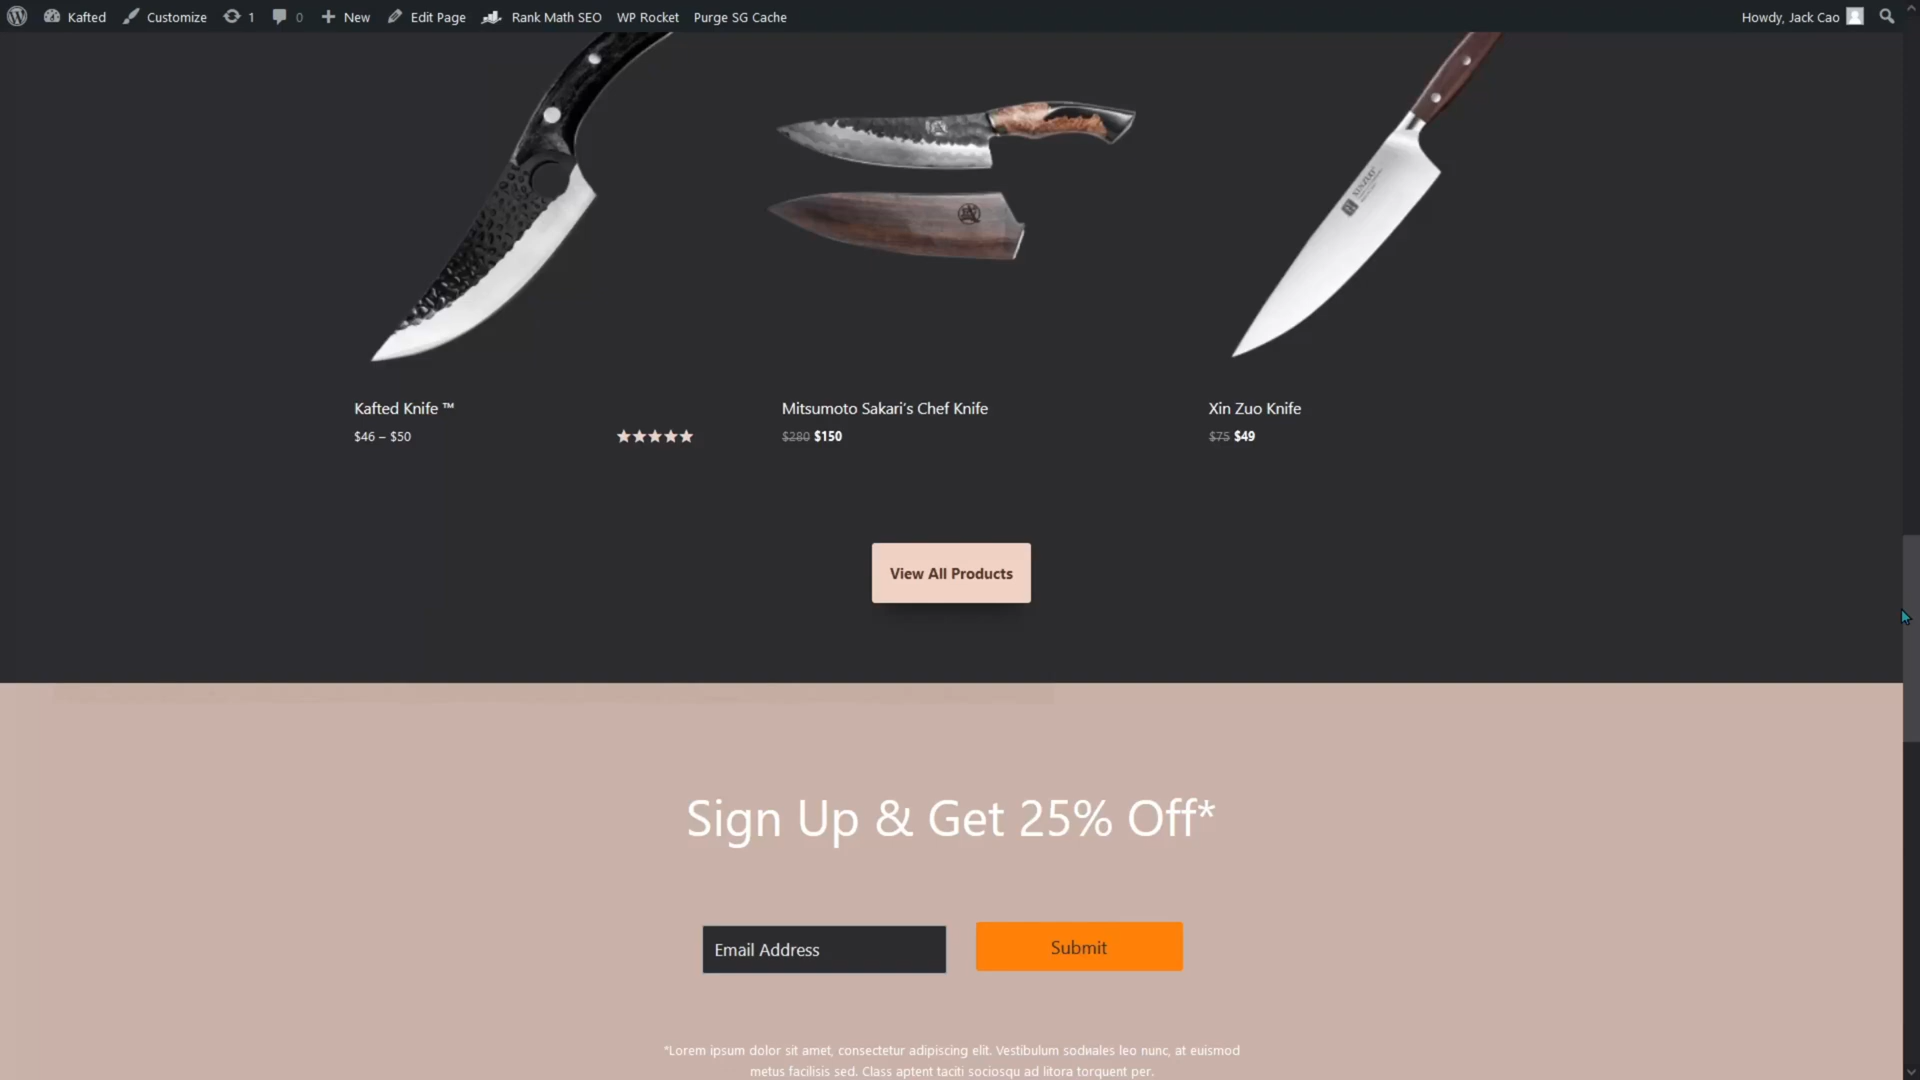 Kafted Customize 1 0 New Edit Page Rank Math SEO WP Rocket Purge SG Cache Howdy, Jack Cao
XINZUO
Kafted Knife ™ Mitsumoto Sakari's Chef Knife Xin Zuo Knife
$46 – $50 $280 $150 $75 $49
View All Products
Sign Up & Get 25% Off*
Email Address Submit
*Lorem ipsum dolor sit amet, consectetur adipiscing elit. Vestibulum sodиales leo nunc, at euismod
metus facilisis sed. Class aptent taciti sociosqu ad litora torquent per.